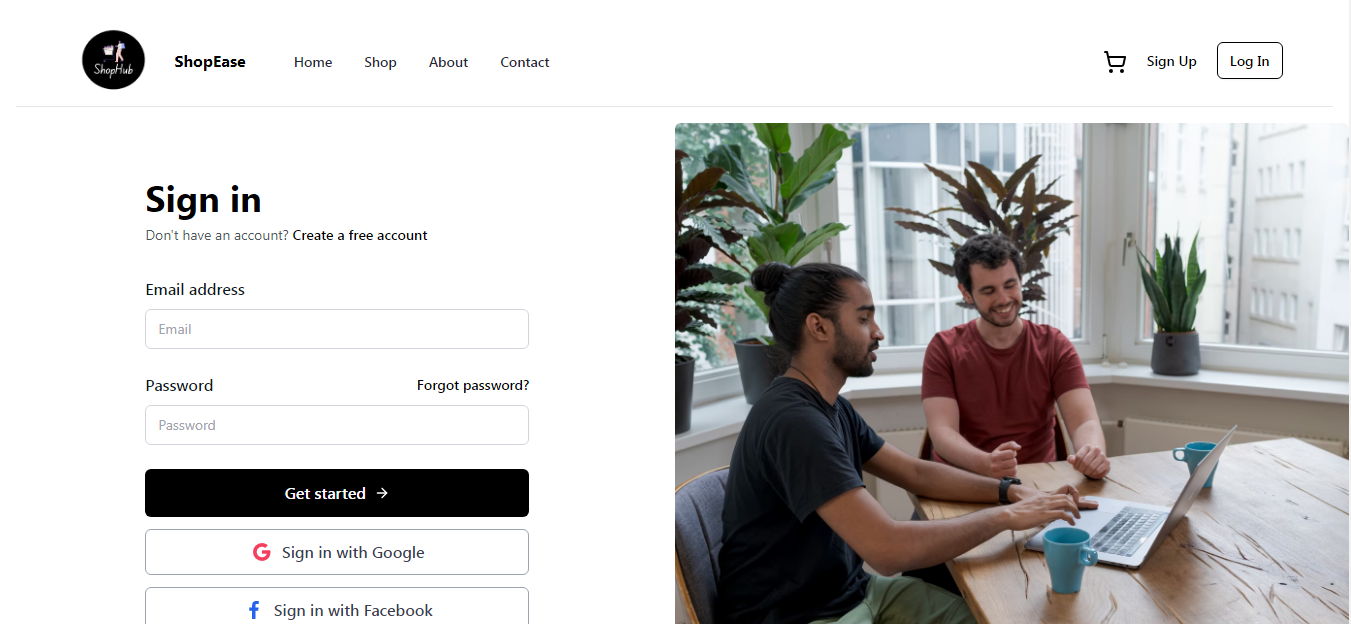 ShopHub
ShopEase Home Shop About Contact Sign Up Log In
Sign in
Don't have an account? Create a free account
Email address
Email
Password Forgot password?
Password
Get started →
Sign in with Google
Sign in with Facebook